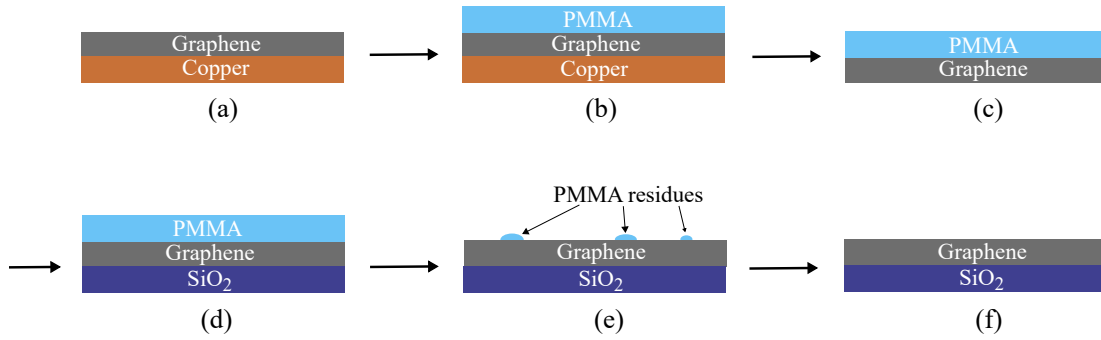 PMMA
Graphene
Graphene
PMMA
Copper
Copper
Graphene
(a)
(b)
(c)
PMMA residues
PMMA
Graphene
Graphene
Graphene
SiO₂
SiO₂
SiO₂
(d)
(e)
(f)